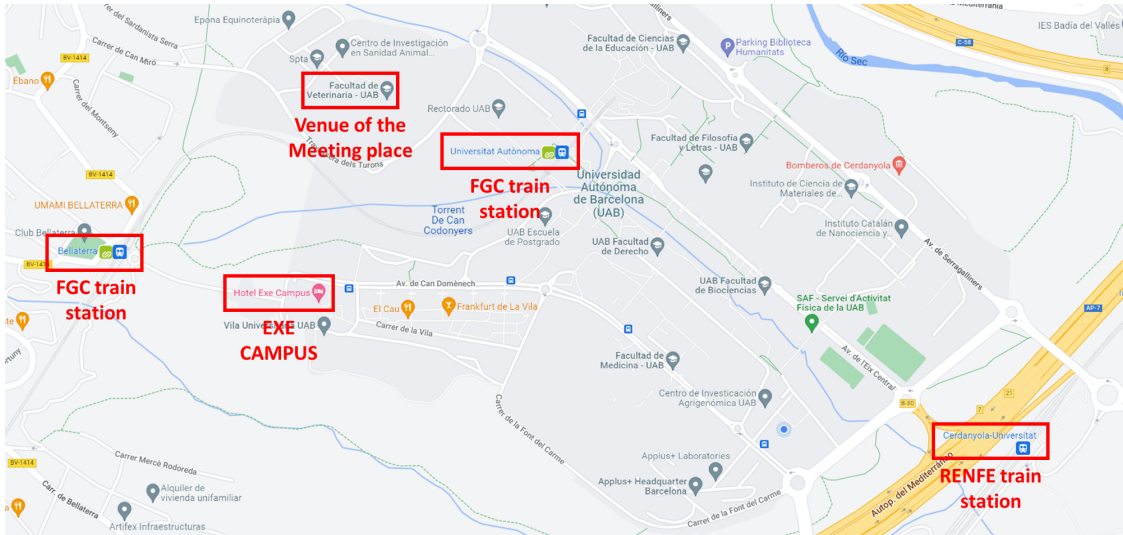 Carrer del Sardanista Serra
Epona Equinoteràpia
BV-1414
Carrer de Can Miró
Spta
Centro de Investigación
en Sanidad Animal...
Facultad de Ciencias
de la Educación - UAB
Parking Biblioteca
Humanitats
C-58
IES Badía del Vallés
Río Sec
Ébano
Carrer del Montseny
Facultad de
Veterinaria - UAB
Venue of the
Meeting place
Rectorado UAB
Universitat Autònoma
FGC train
station
Facultad de Filosofía
y Letras - UAB
Bomberos de Cerdanyola
Universidad
Autónoma
de Barcelona
(UAB)
Instituto de Ciencia de
Materiales de...
BV-1414
UMAMI BELLATERRA
Torrent
De Can
Codonyers
UAB Escuela
de Postgrado
Instituto Catalán
de Nanociencia y...
Club Bellaterra
Bellaterra
BV-1414
FGC train
station
UAB Facultad
de Derecho
Av. de Serragalliners
Hotel Exe Campus
EXE
CAMPUS
Av. de Can Domènech
El Cau
Frankfurt de La Vila
Carrer de la Vila
UAB Facultad
de Biociencias
SAF - Servei d'Activitat
Física de la UAB
AP-7
Facultad de
Medicina - UAB
Av. de l'Eix Central
Centro de Investigación
Agrigenómica UAB
B-30
7
21
Cerdanyola-Universitat
RENFE train
station
Autop. del Mediterráneo
Carrer de la Font del Carme
Carrer Mercè Rodoreda
BV-1414
Carr. de Bellaterra
Alquiler de
vivienda unifamiliar
Artifex Infraestructuras
Applus+ Laboratories
Applus+ Headquarter
Barcelona
Carrer de la Font del Carme